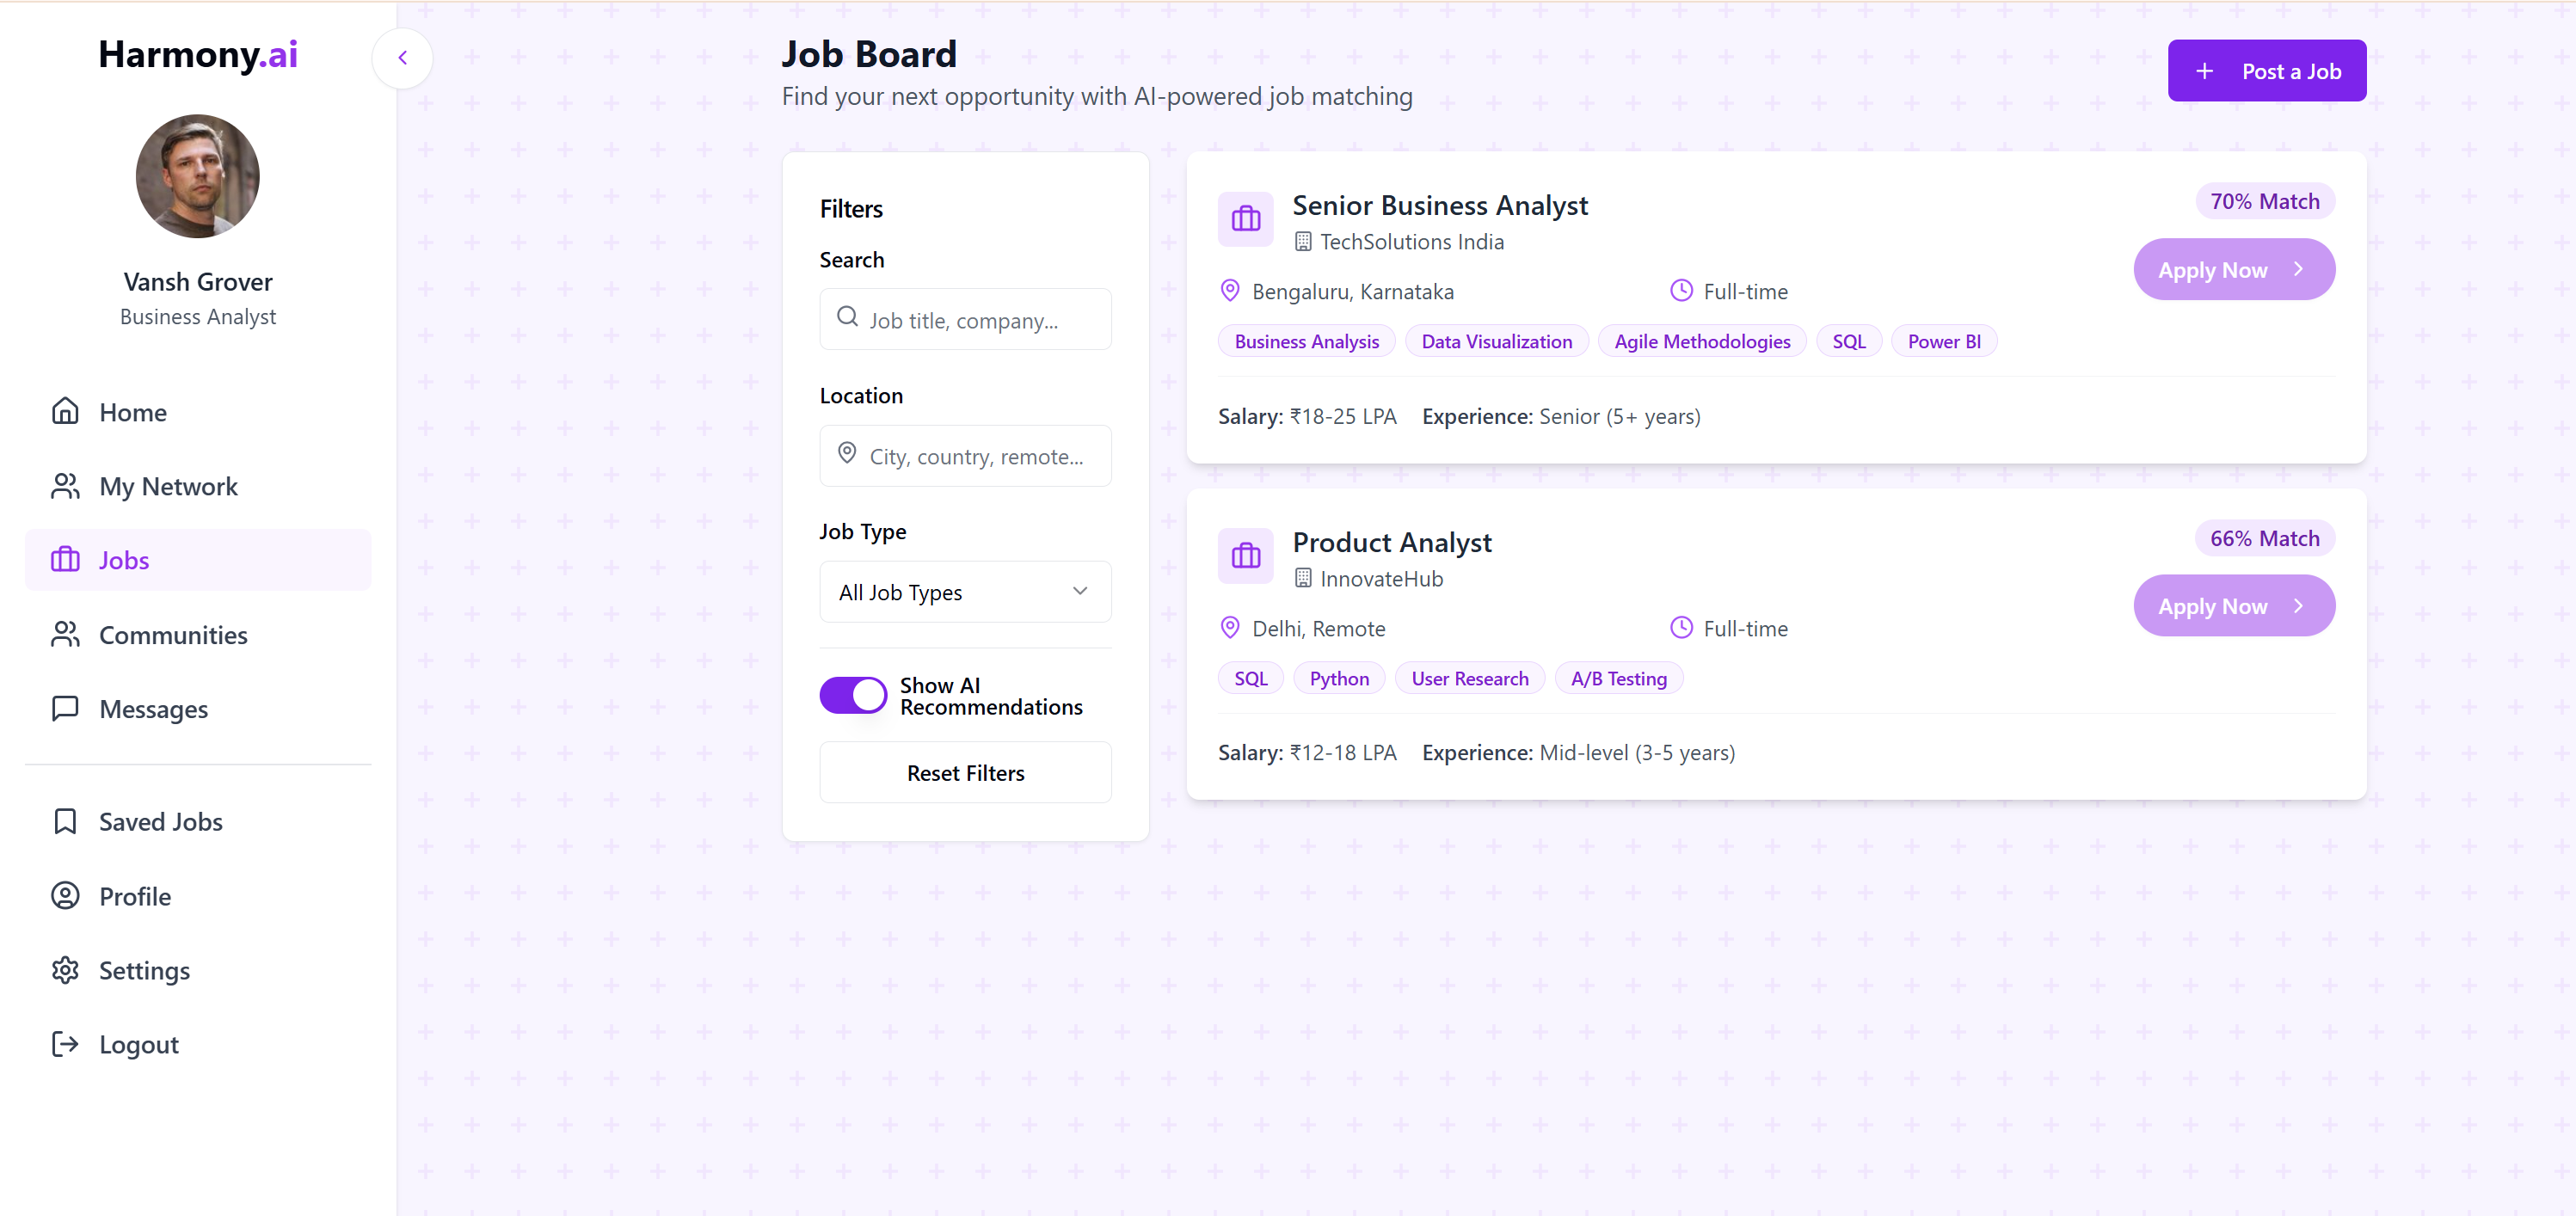 Harmony.ai
Vansh Grover
Business Analyst
Home
My Network
Jobs
Communities
Messages
Saved Jobs
Profile
Settings
Logout
Job Board
Find your next opportunity with AI-powered job matching
Post a Job
Filters
Search
Job title, company...
Location
City, country, remote...
Job Type
All Job Types
Show AI
Recommendations
Reset Filters
Senior Business Analyst
70% Match
TechSolutions India
Apply Now
Bengaluru, Karnataka Full-time
Business Analysis Data Visualization Agile Methodologies SQL Power BI
Salary: ₹18-25 LPA Experience: Senior (5+ years)
Product Analyst
66% Match
InnovateHub
Apply Now
Delhi, Remote Full-time
SQL Python User Research A/B Testing
Salary: ₹12-18 LPA Experience: Mid-level (3-5 years)